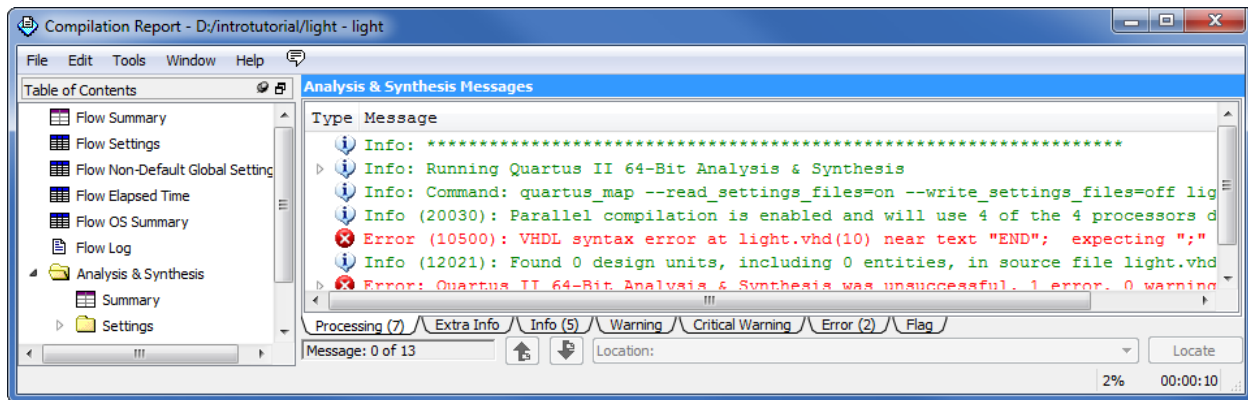 Compilation Report - D:/introtutorial/light - light
File Edit Tools Window Help
Table of Contents
Flow Summary
Flow Settings
Flow Non-Default Global Setting
Flow Elapsed Time
Flow OS Summary
Flow Log
Analysis & Synthesis
Summary
Settings
Analysis & Synthesis Messages
Type Message
Info: *******************************************************************
Info: Running Quartus II 64-Bit Analysis & Synthesis
Info: Command: quartus_map --read_settings_files=on --write_settings_files=off lig
Info (20030): Parallel compilation is enabled and will use 4 of the 4 processors d
Error (10500): VHDL syntax error at light.vhd(10) near text "END";  expecting ";"
Info (12021): Found 0 design units, including 0 entities, in source file light.vhd
Error: Quartus II 64-Bit Analysis & Synthesis was unsuccessful. 1 error, 0 warning
Processing (7) Extra Info Info (5) Warning Critical Warning Error (2) Flag
Message: 0 of 13 Location: Locate
2% 00:00:10